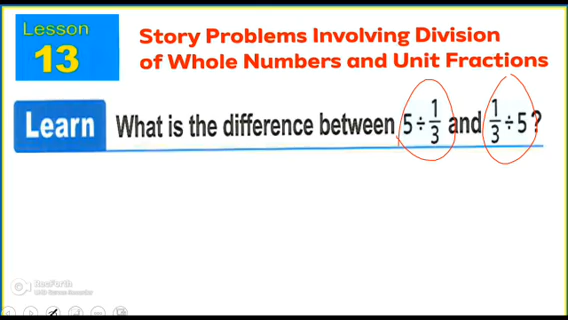 Lesson
13
Story Problems Involving Division
of Whole Numbers and Unit Fractions
Learn What is the difference between 5 ÷ 1/3 and 1/3 ÷ 5 ?
RecForth